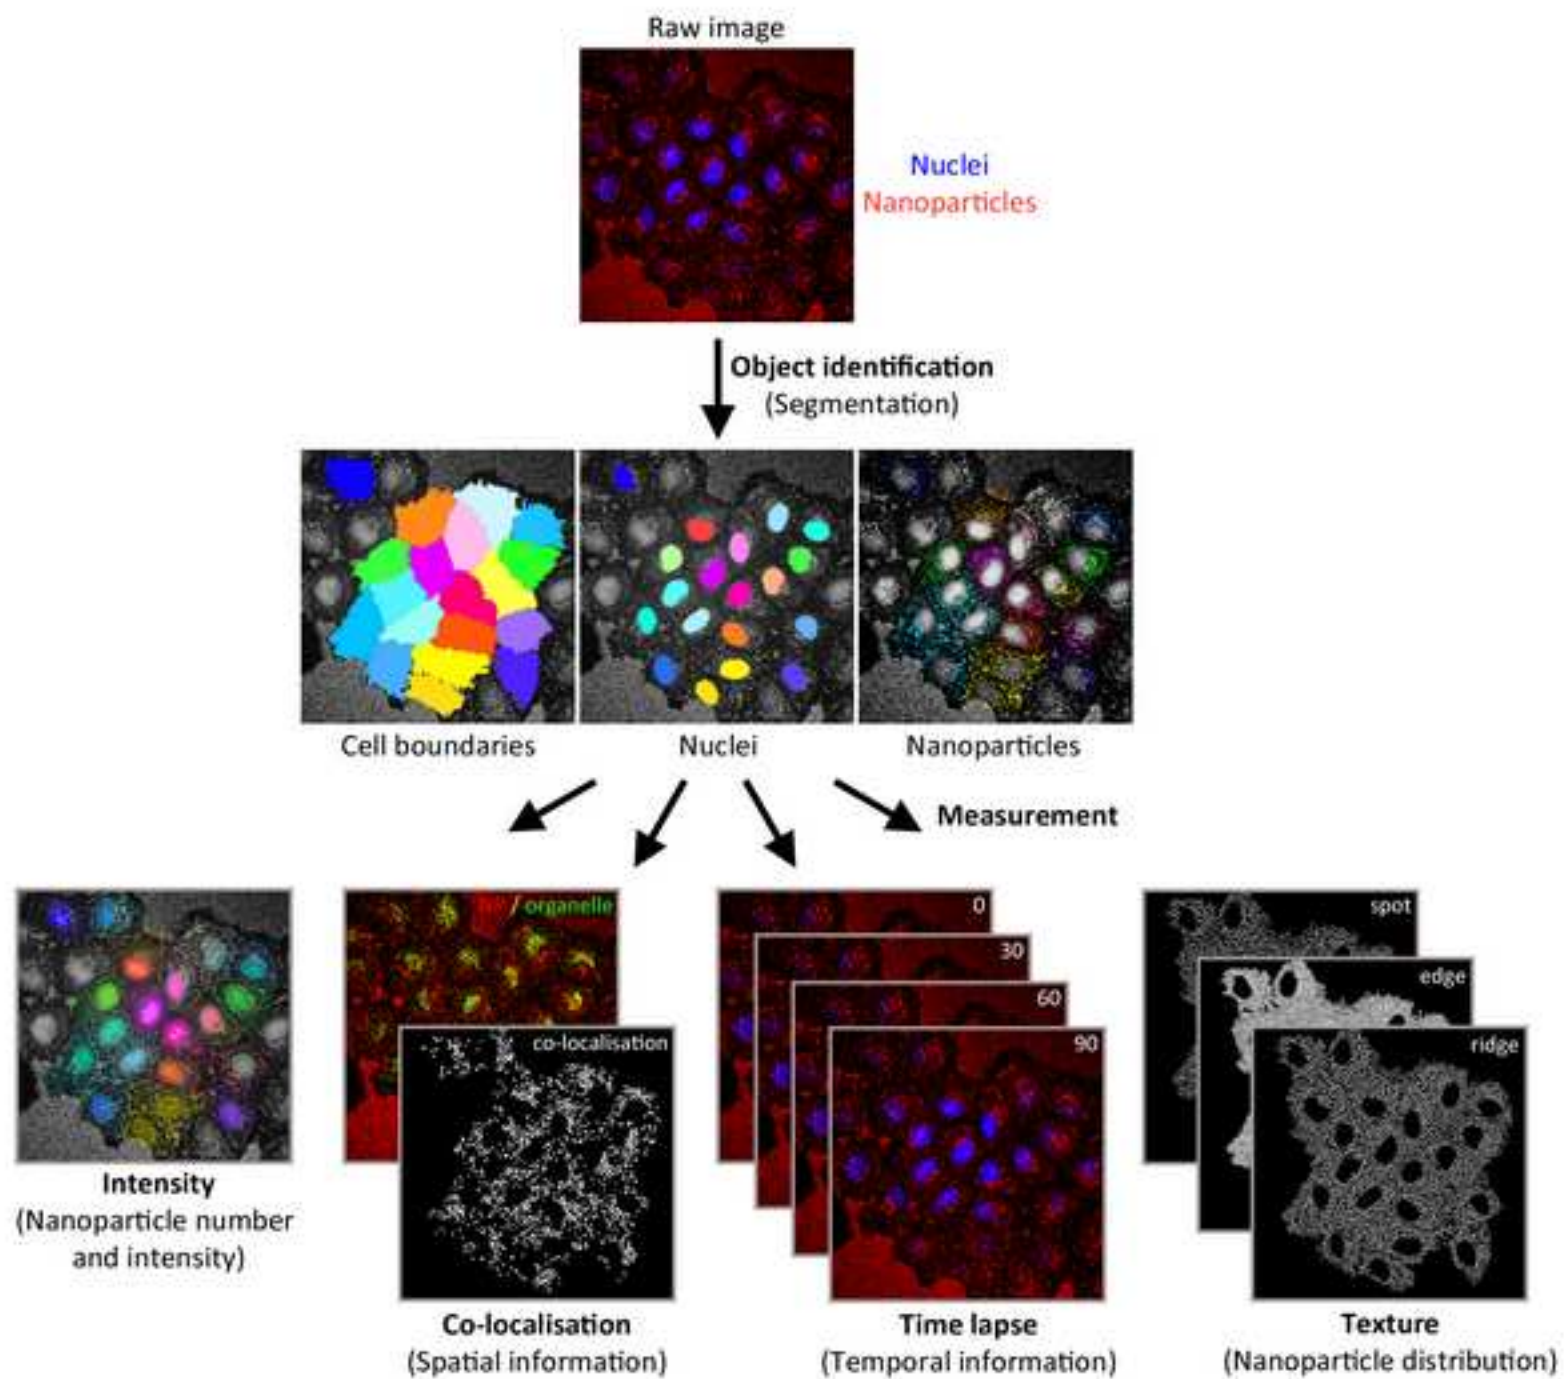 Raw image
Nuclei
Nanoparticles
Object identification
(Segmentation)
Cell boundaries
Nuclei
Nanoparticles
Measurement
/ organelle
co-localisation
0
30
60
90
spot
edge
ridge
Intensity
(Nanoparticle number
and intensity)
Co-localisation
(Spatial information)
Time lapse
(Temporal information)
Texture
(Nanoparticle distribution)